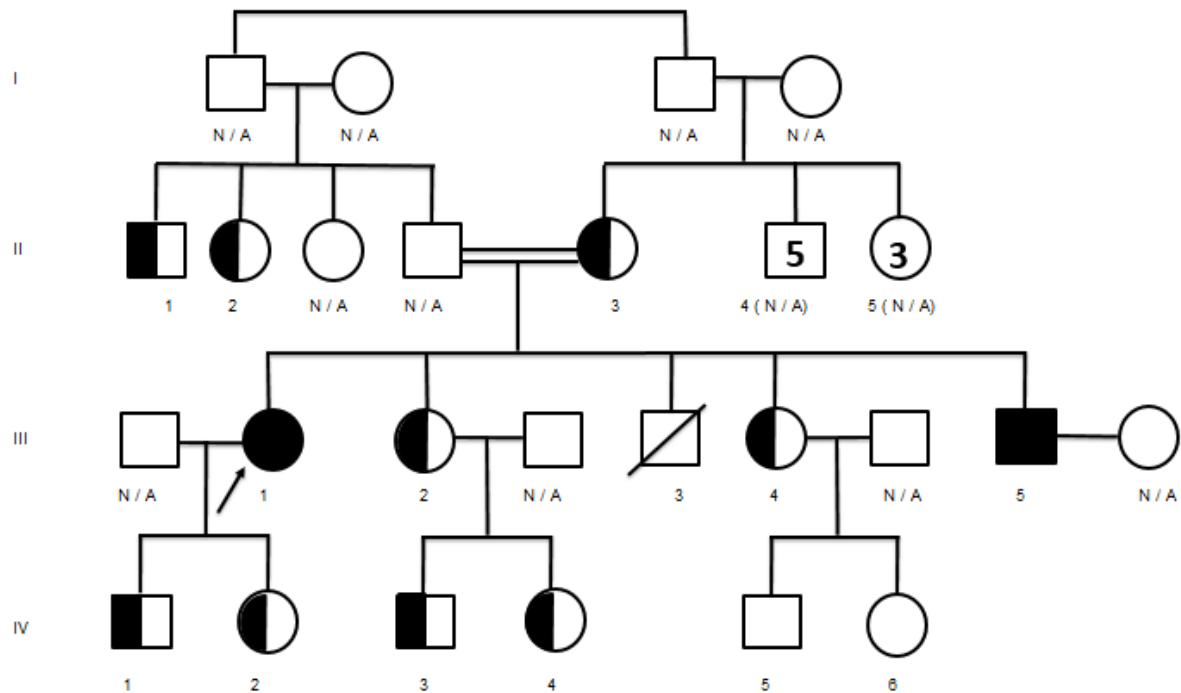 I
N / A N / A N / A N / A
II
5 3
1 2 N / A N / A 3 4 ( N / A) 5 ( N / A)
III
N / A 1 2 N / A 3 4 N / A 5 N / A
IV
1 2 3 4 5 6